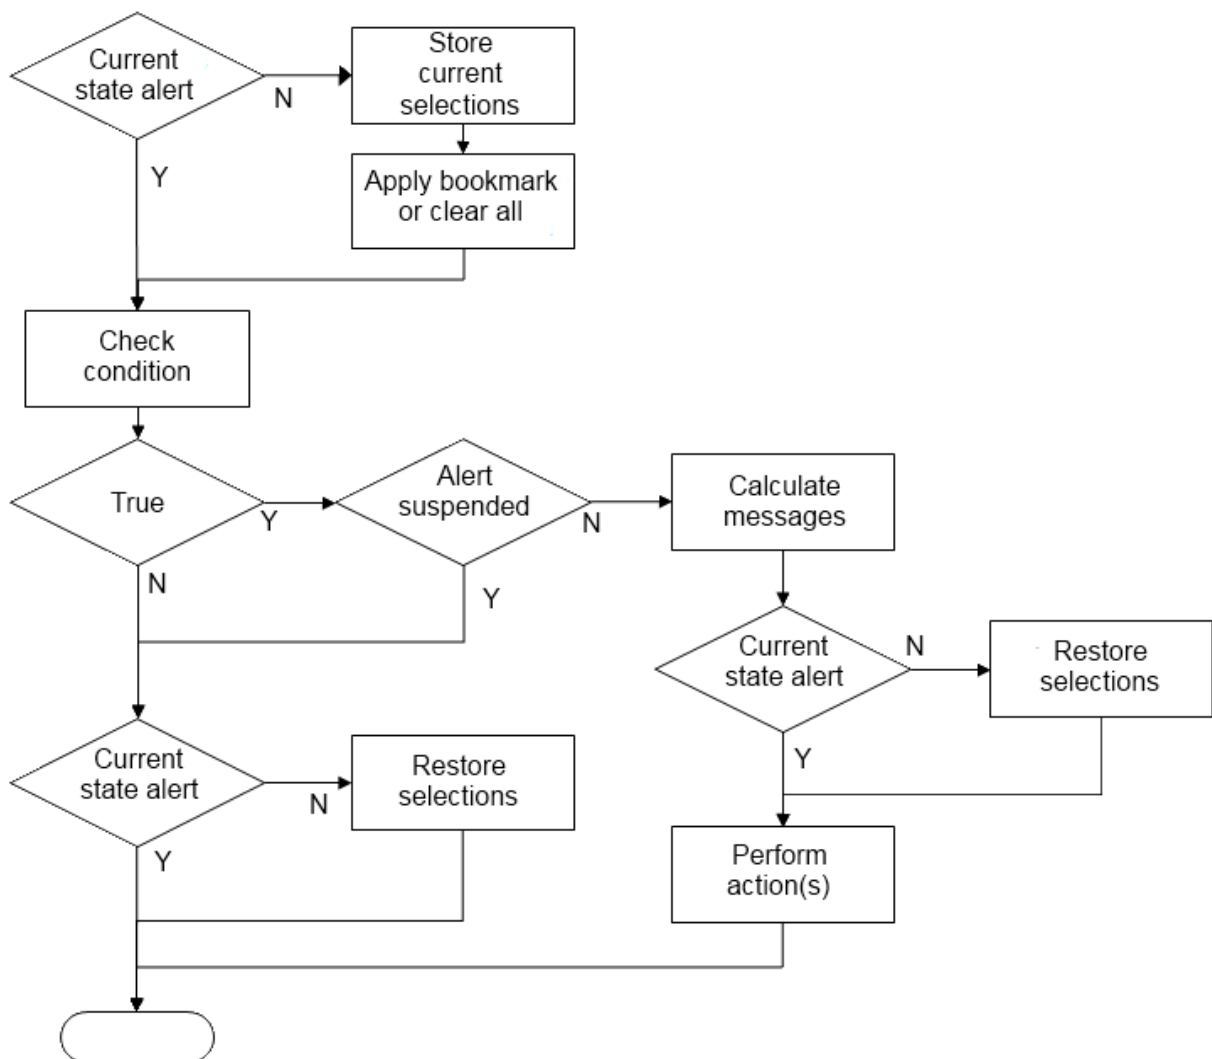 Current
state alert
N
Store
current
selections
Y
Apply bookmark
or clear all
Check
condition
True
Y
N
Alert
suspended
N
Y
Calculate
messages
Current
state alert
N
Restore
selections
Y
Current
state alert
N
Restore
selections
Y
Perform
action(s)